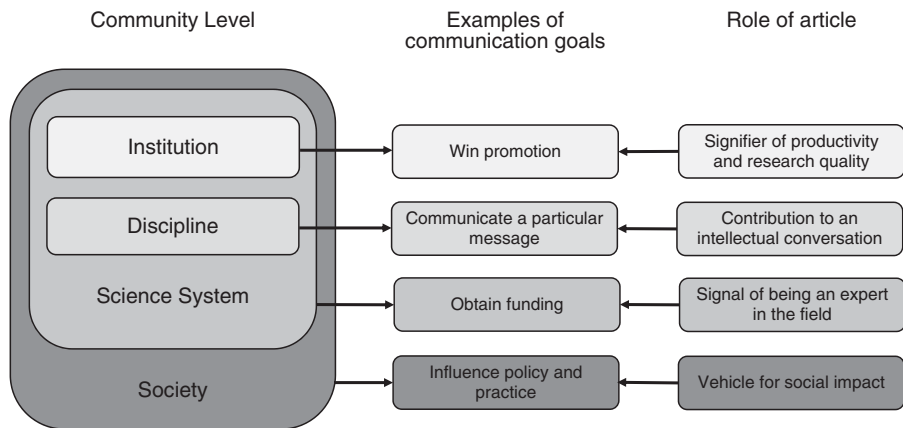 Community Level
Examples of
communication goals
Role of article
Institution
Win promotion
Signifier of productivity
and research quality
Discipline
Communicate a particular
message
Contribution to an
intellectual conversation
Science System
Obtain funding
Signal of being an expert
in the field
Society
Influence policy and
practice
Vehicle for social impact